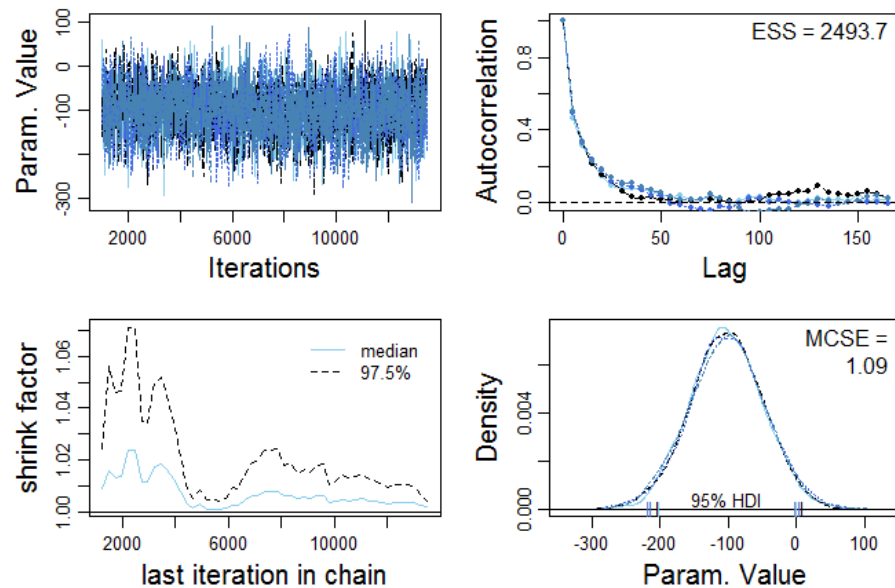 Param. Value
-300
-100
0
100
2000
6000
10000
Iterations
Autocorrelation
0.0
0.4
0.8
ESS = 2493.7
0
50
100
150
Lag
shrink factor
1.00
1.02
1.04
1.06
median
97.5%
2000
6000
10000
last iteration in chain
Density
0.000
0.004
MCSE =
1.09
95% HDI
-300
-200
-100
0
100
Param. Value